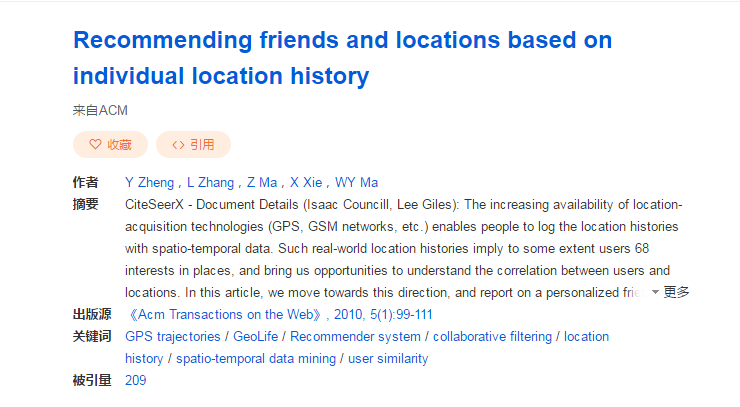 Recommending friends and locations based on
individual location history
来自ACM
收藏 引用
作者 Y Zheng，L Zhang，Z Ma，X Xie，WY Ma
摘要 CiteSeerX - Document Details (Isaac Councill, Lee Giles): The increasing availability of location-
acquisition technologies (GPS, GSM networks, etc.) enables people to log the location histories
with spatio-temporal data. Such real-world location histories imply to some extent users 68
interests in places, and bring us opportunities to understand the correlation between users and
locations. In this article, we move towards this direction, and report on a personalized 更多
出版源 《Acm Transactions on the Web》, 2010, 5(1):99-111
关键词 GPS trajectories / GeoLife / Recommender system / collaborative filtering / location
history / spatio-temporal data mining / user similarity
被引量 209